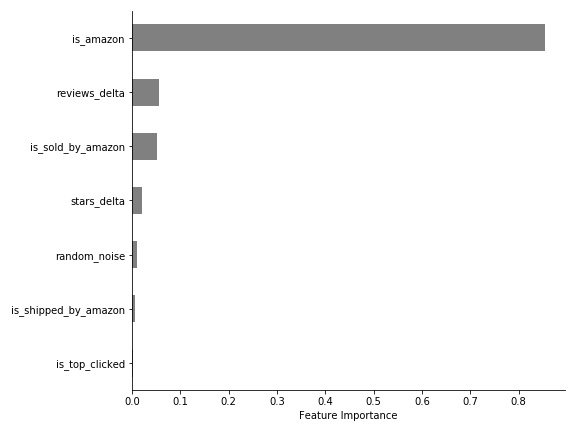 is_amazon
reviews_delta
is_sold_by_amazon
stars_delta
random_noise
is_shipped_by_amazon
is_top_clicked
0.0 0.1 0.2 0.3 0.4 0.5 0.6 0.7 0.8
Feature Importance